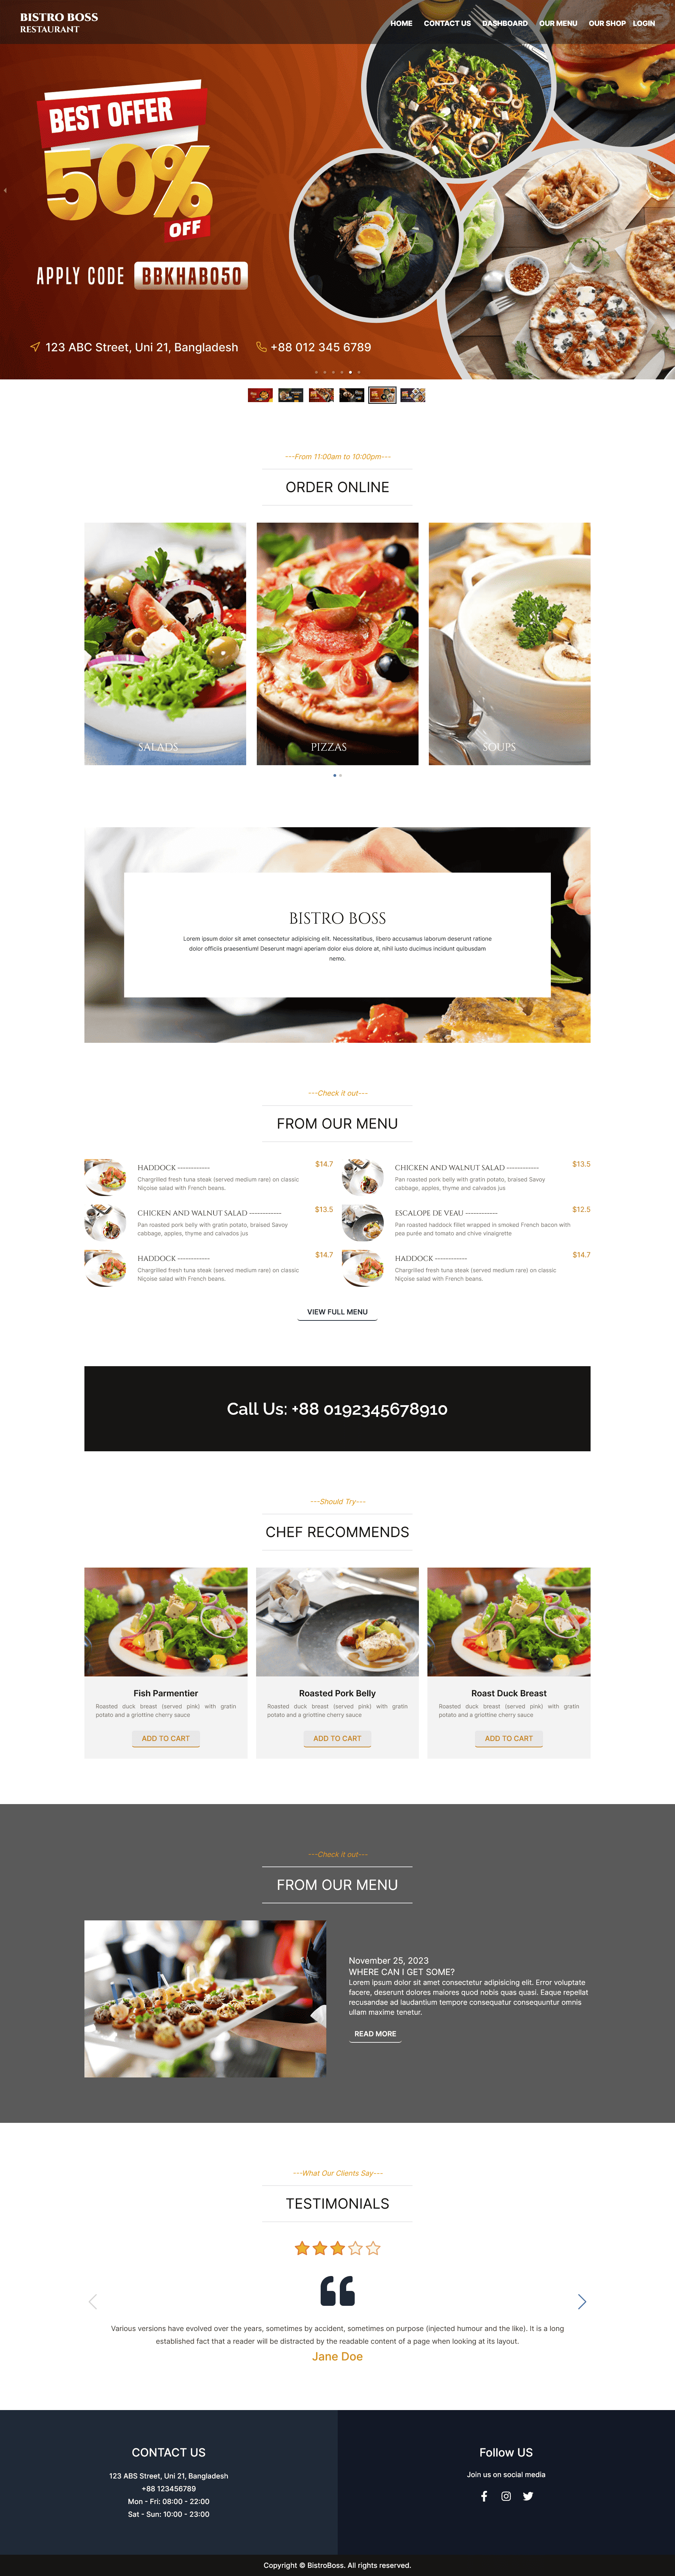 BISTRO BOSS
RESTAURANT
HOME CONTACT US DASHBOARD OUR MENU OUR SHOP LOGIN
BEST OFFER
50%
OFF
APPLY CODE BBKHABO50
123 ABC Street, Uni 21, Bangladesh +88 012 345 6789
---From 11:00am to 10:00pm---
ORDER ONLINE
SALADS PIZZAS SOUPS
BISTRO BOSS
Lorem ipsum dolor sit amet consectetur adipisicing elit. Necessitatibus, libero accusamus laborum deserunt ratione
dolor officiis praesentium! Deserunt magni aperiam dolor eius dolore at, nihil iusto ducimus incidunt quibusdam
nemo.
---Check it out---
FROM OUR MENU
HADDOCK ------------ $14.7
Chargrilled fresh tuna steak (served medium rare) on classic
Niçoise salad with French beans.
CHICKEN AND WALNUT SALAD ------------ $13.5
Pan roasted pork belly with gratin potato, braised Savoy
cabbage, apples, thyme and calvados jus
CHICKEN AND WALNUT SALAD ------------ $13.5
Pan roasted pork belly with gratin potato, braised Savoy
cabbage, apples, thyme and calvados jus
ESCALOPE DE VEAU ------------ $12.5
Pan roasted haddock fillet wrapped in smoked French bacon with
pea purée and tomato and chive vinaigrette
HADDOCK ------------ $14.7
Chargrilled fresh tuna steak (served medium rare) on classic
Niçoise salad with French beans.
HADDOCK ------------ $14.7
Chargrilled fresh tuna steak (served medium rare) on classic
Niçoise salad with French beans.
VIEW FULL MENU
Call Us: +88 0192345678910
---Should Try---
CHEF RECOMMENDS
Fish Parmentier
Roasted duck breast (served pink) with gratin
potato and a griottine cherry sauce
ADD TO CART
Roasted Pork Belly
Roasted duck breast (served pink) with gratin
potato and a griottine cherry sauce
ADD TO CART
Roast Duck Breast
Roasted duck breast (served pink) with gratin
potato and a griottine cherry sauce
ADD TO CART
---Check it out---
FROM OUR MENU
November 25, 2023
WHERE CAN I GET SOME?
Lorem ipsum dolor sit amet consectetur adipisicing elit. Error voluptate
facere, deserunt dolores maiores quod nobis quas quasi. Eaque repellat
recusandae ad laudantium tempore consequatur consequuntur omnis
ullam maxime tenetur.
READ MORE
---What Our Clients Say---
TESTIMONIALS
Various versions have evolved over the years, sometimes by accident, sometimes on purpose (injected humour and the like). It is a long
established fact that a reader will be distracted by the readable content of a page when looking at its layout.
Jane Doe
CONTACT US
123 ABS Street, Uni 21, Bangladesh
+88 123456789
Mon - Fri: 08:00 - 22:00
Sat - Sun: 10:00 - 23:00
Follow US
Join us on social media
Copyright © BistroBoss. All rights reserved.